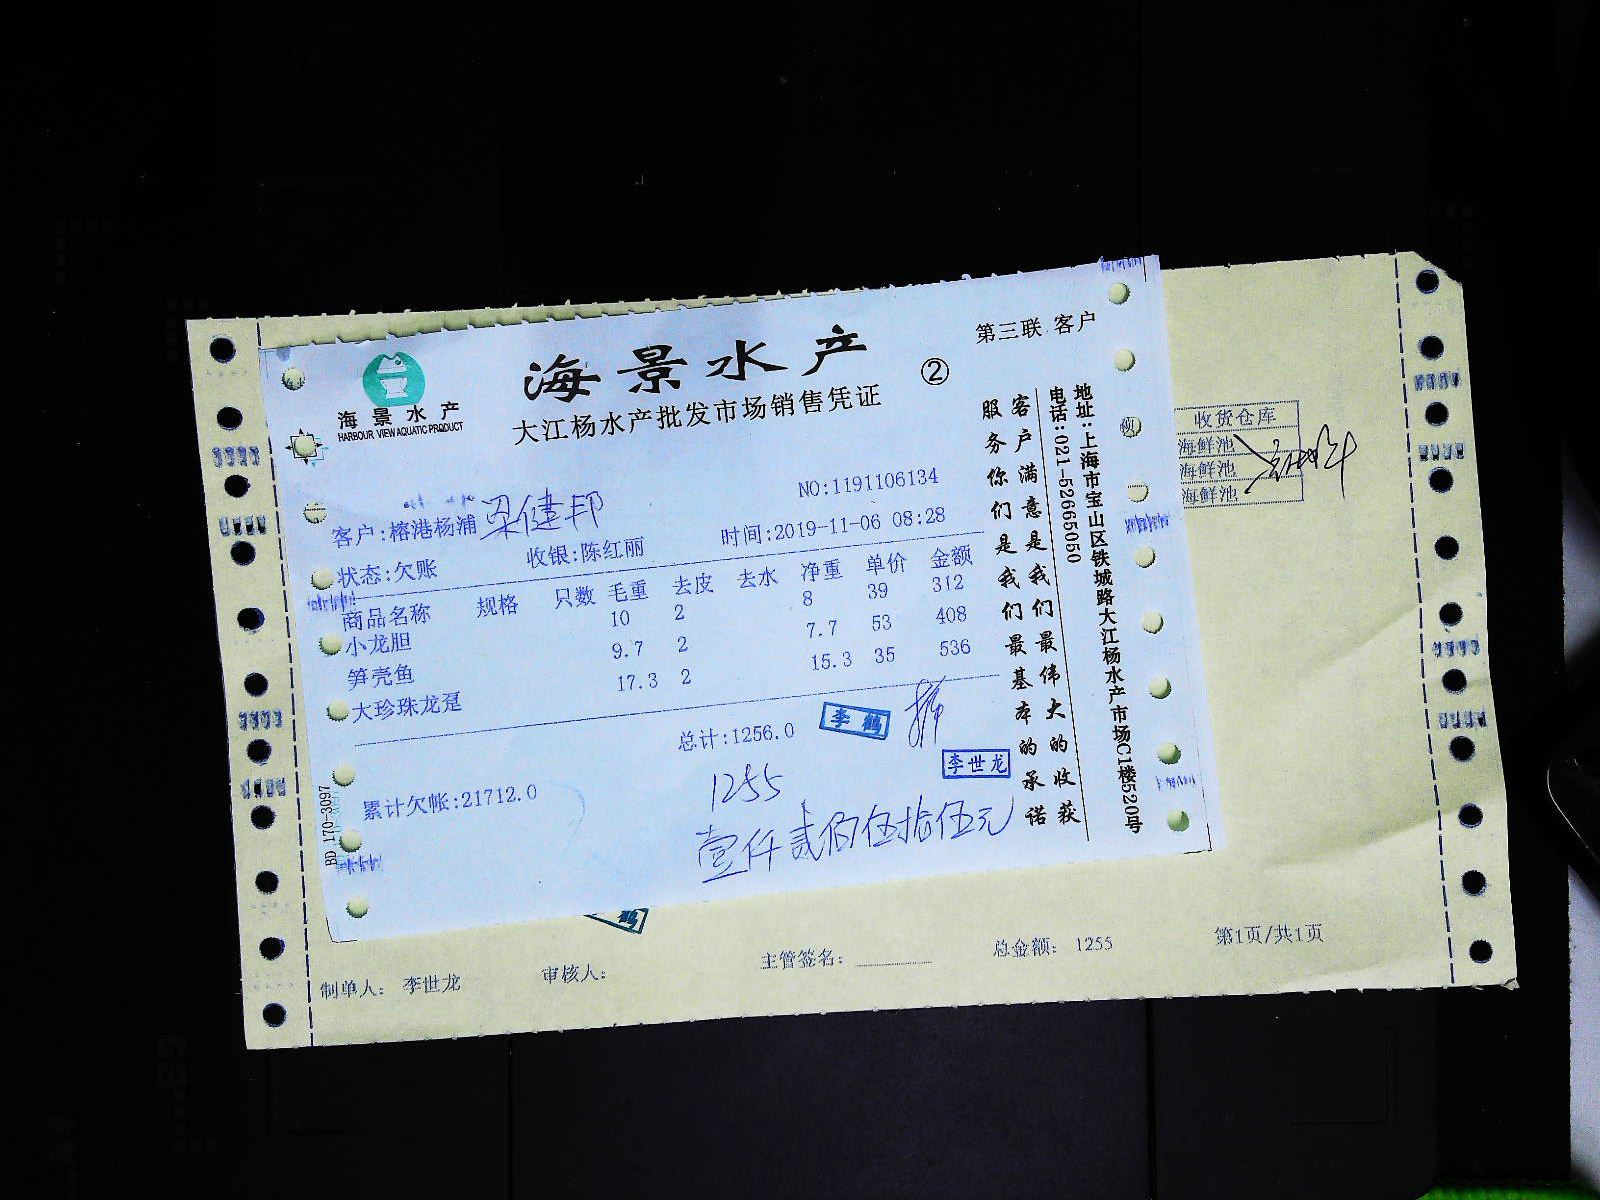 第三联 客户
海景水产
②
大江杨水产批发市场销售凭证
海景水产
HARBOUR VIEW AQUATIC PRODUCT
NO:1191106134
客户:榕港杨浦 梁健邦
收银:陈红丽
时间:2019-11-06 08:28
状态:欠账
商品名称 规格 只数 毛重 去皮 去水 净重 单价 金额
小龙胆 10 2 8 39 312
笋壳鱼 9.7 2 7.7 53 408
大珍珠龙趸 17.3 2 15.3 35 536
总计:1256.0
李鹤
李世龙
累计欠帐:21712.0
1255
壹仟贰佰伍拾伍元
BD 170-3097
客户满意是我们最伟大的收获
服务你们是我们最基本的承诺
地址:上海市宝山区铁城路大江杨水产市场C1楼520号
电话:021-52665050
收货仓库
海鲜池
海鲜池
海鲜池
鹤
制单人: 李世龙
审核人:
主管签名:
总金额: 1255
第1页/共1页